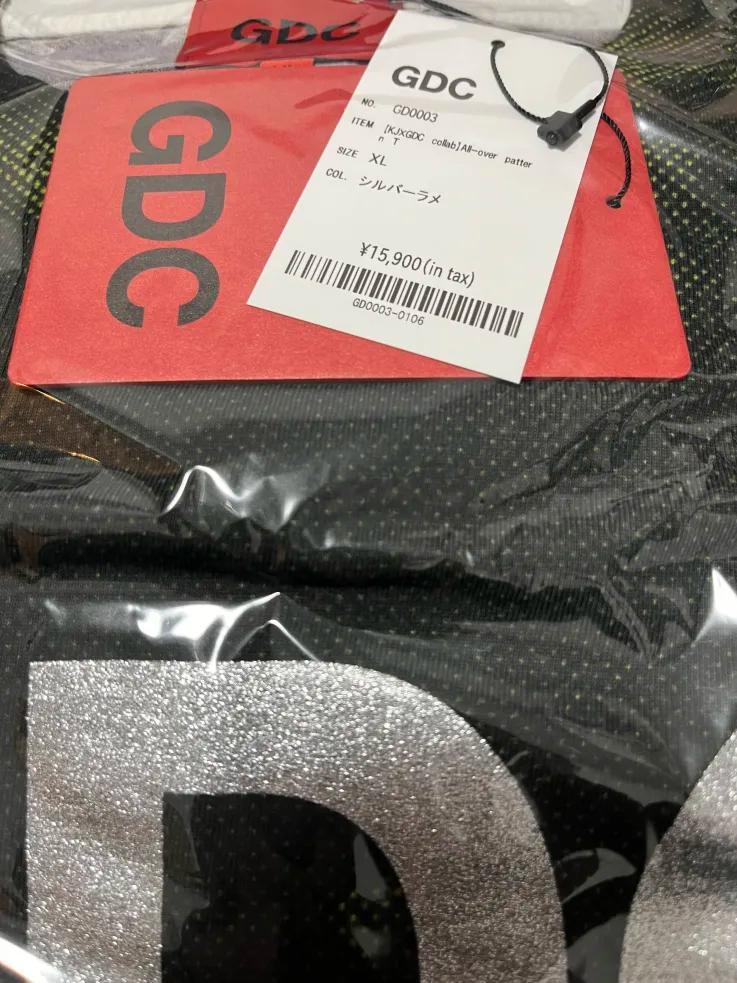 GDC
GDC
GDC
NO. GD0003
ITEM [KJXGDC collab]All-over patter
n T
SIZE XL
COL. シルバーラメ
¥15,900(in tax)
GD0003-0106
D